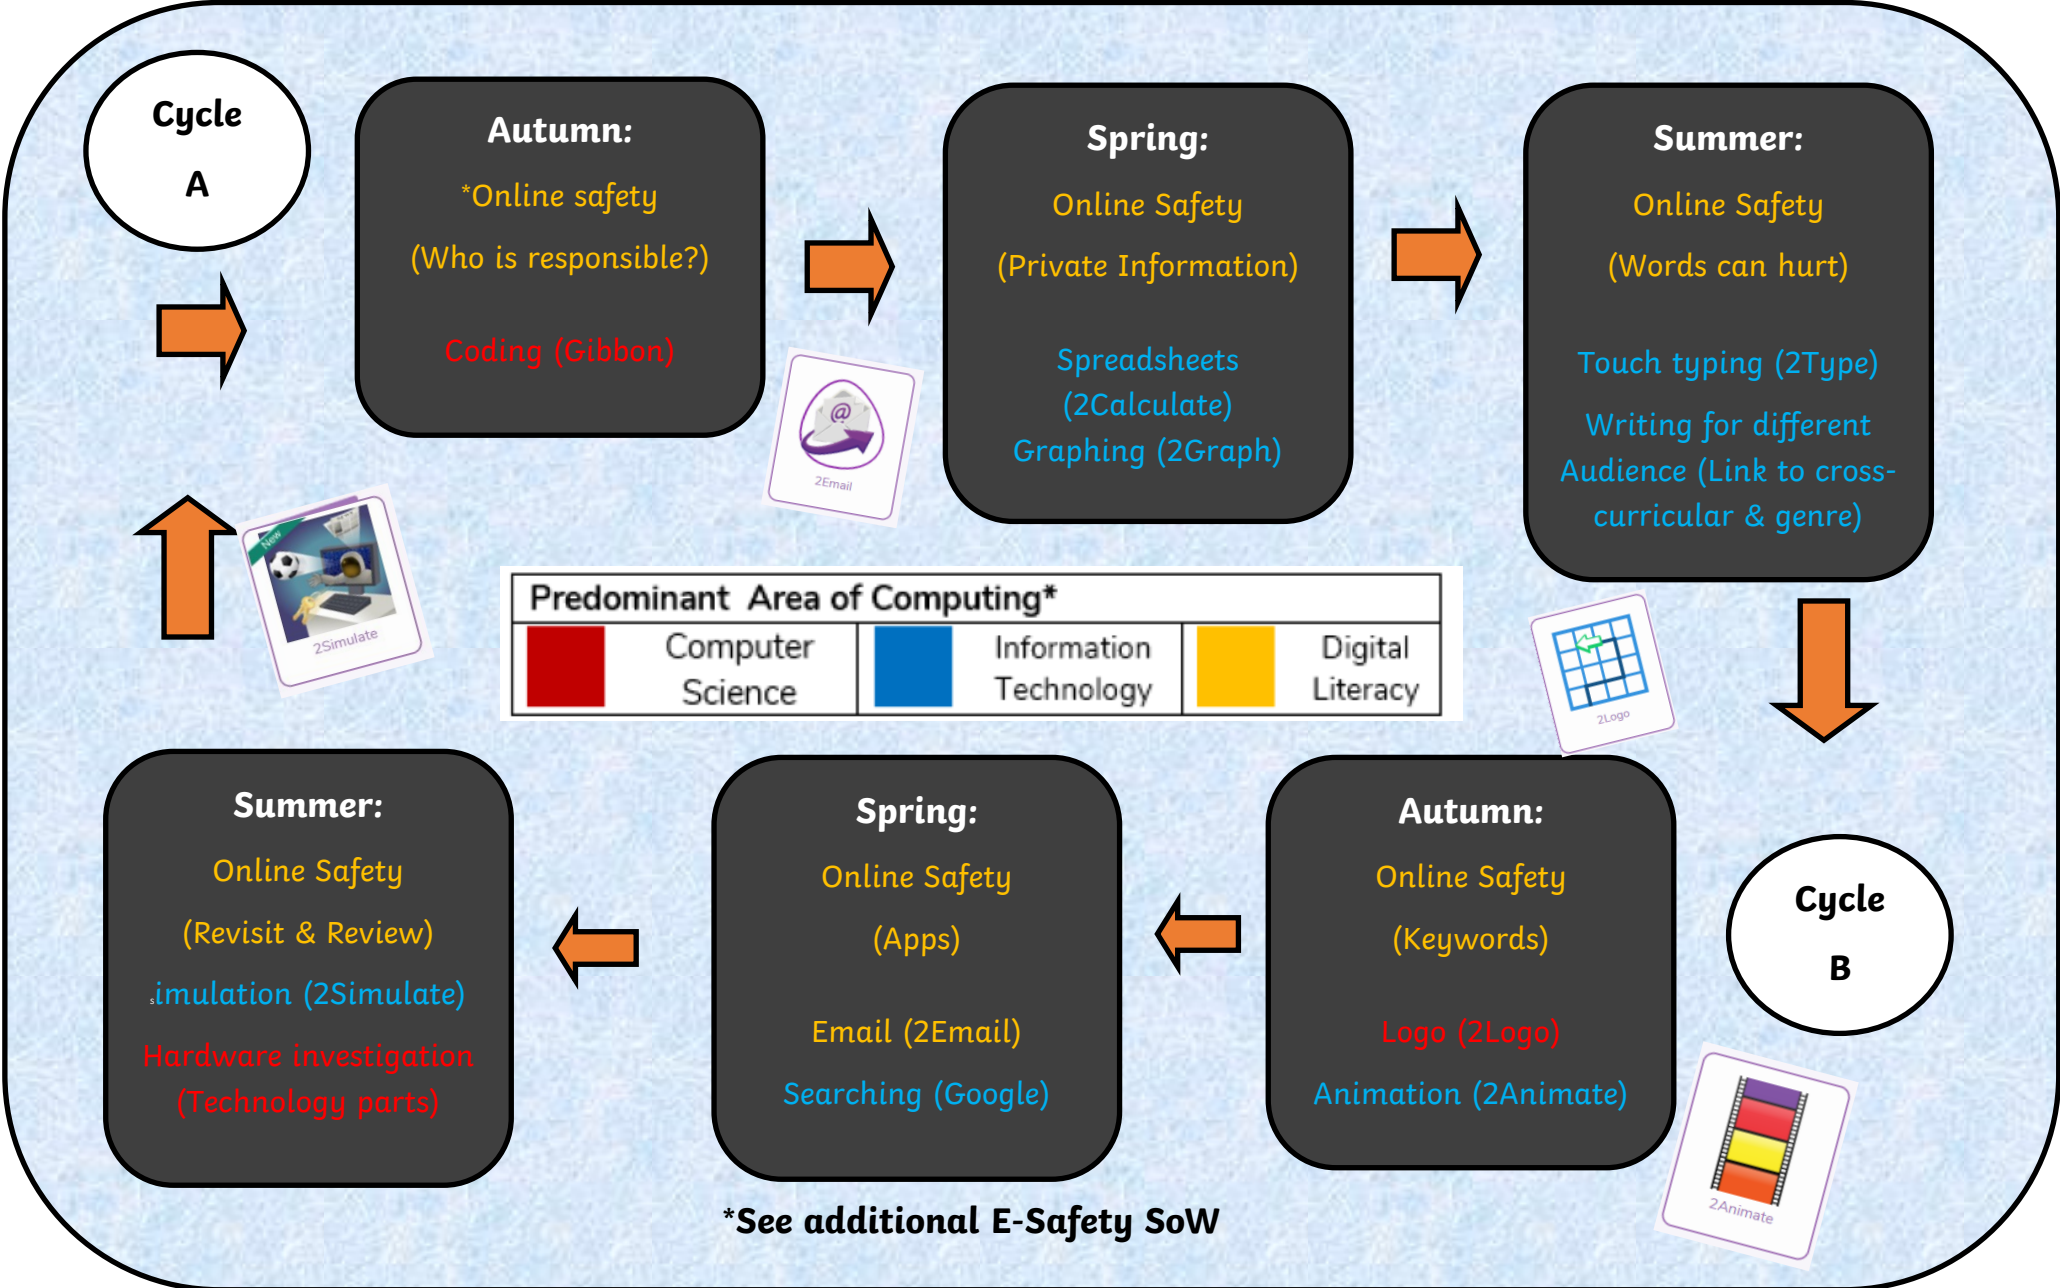 Cycle
A
Autumn:
*Online safety
(Who is responsible?)
Coding (Gibbon)
2Email
Spring:
Online Safety
(Private Information)
Spreadsheets
(2Calculate)
Graphing (2Graph)
Summer:
Online Safety
(Words can hurt)
Touch typing (2Type)
Writing for different
Audience (Link to cross-
curricular & genre)
New
2Simulate
Predominant Area of Computing*
Computer
Science
Information
Technology
Digital
Literacy
2Logo
Cycle
B
Autumn:
Online Safety
(Keywords)
Logo (2Logo)
Animation (2Animate)
2Animate
Spring:
Online Safety
(Apps)
Email (2Email)
Searching (Google)
Summer:
Online Safety
(Revisit & Review)
simulation (2Simulate)
Hardware investigation
(Technology parts)
*See additional E-Safety SoW